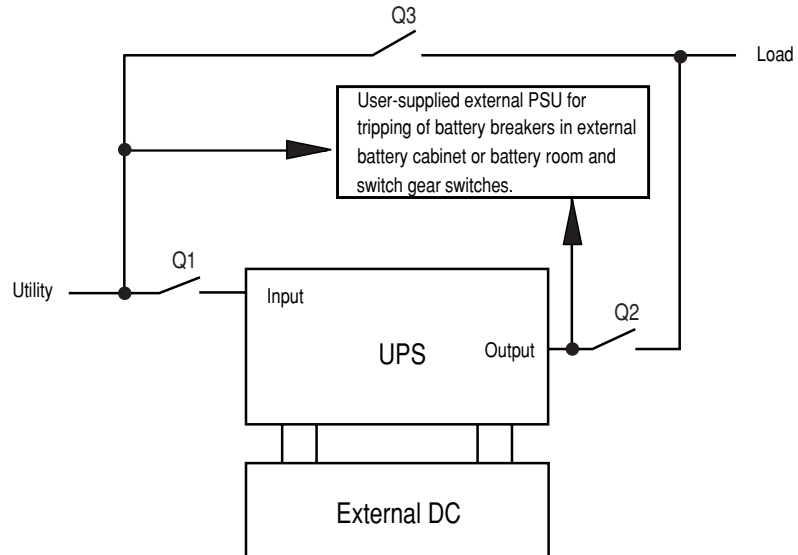 Q3
Load
User-supplied external PSU for
tripping of battery breakers in external
battery cabinet or battery room and
switch gear switches.
Q1
Utility
Input
Q2
UPS
Output
External DC